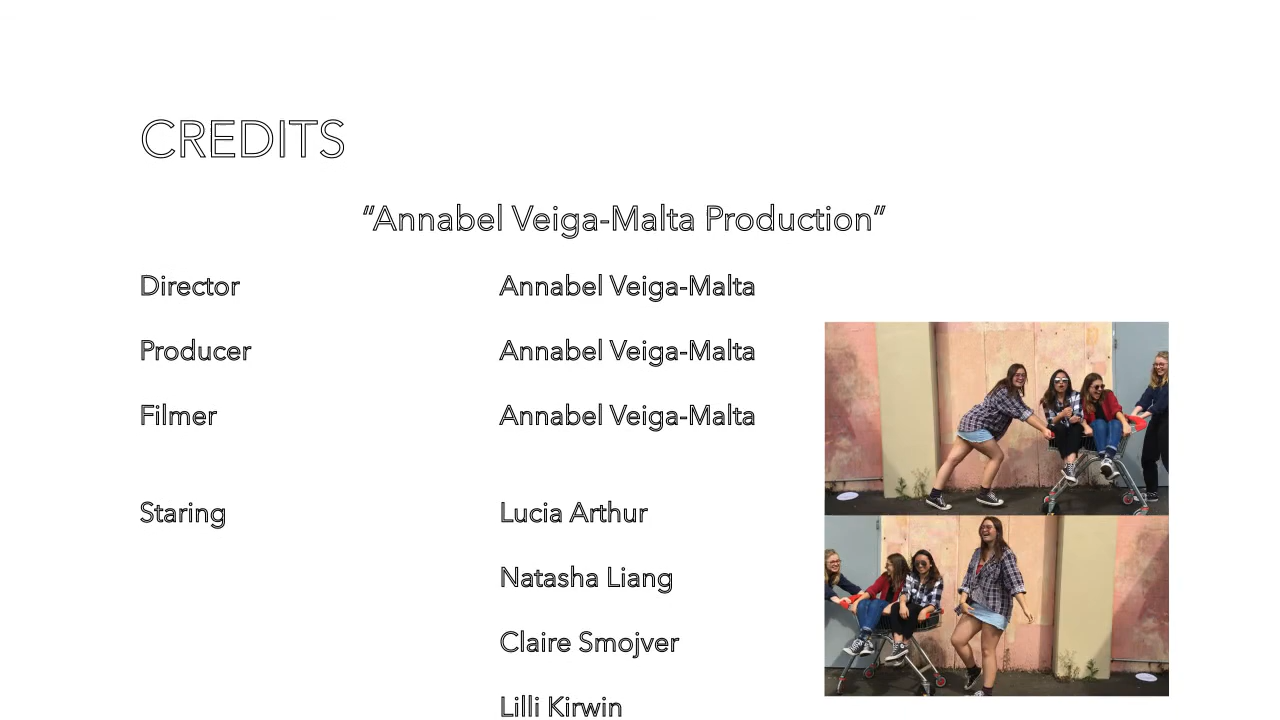 CREDITS
“Annabel Veiga-Malta Production”
Director Annabel Veiga-Malta
Producer Annabel Veiga-Malta
Filmer Annabel Veiga-Malta
Staring Lucia Arthur
Natasha Liang
Claire Smojver
Lilli Kirwin